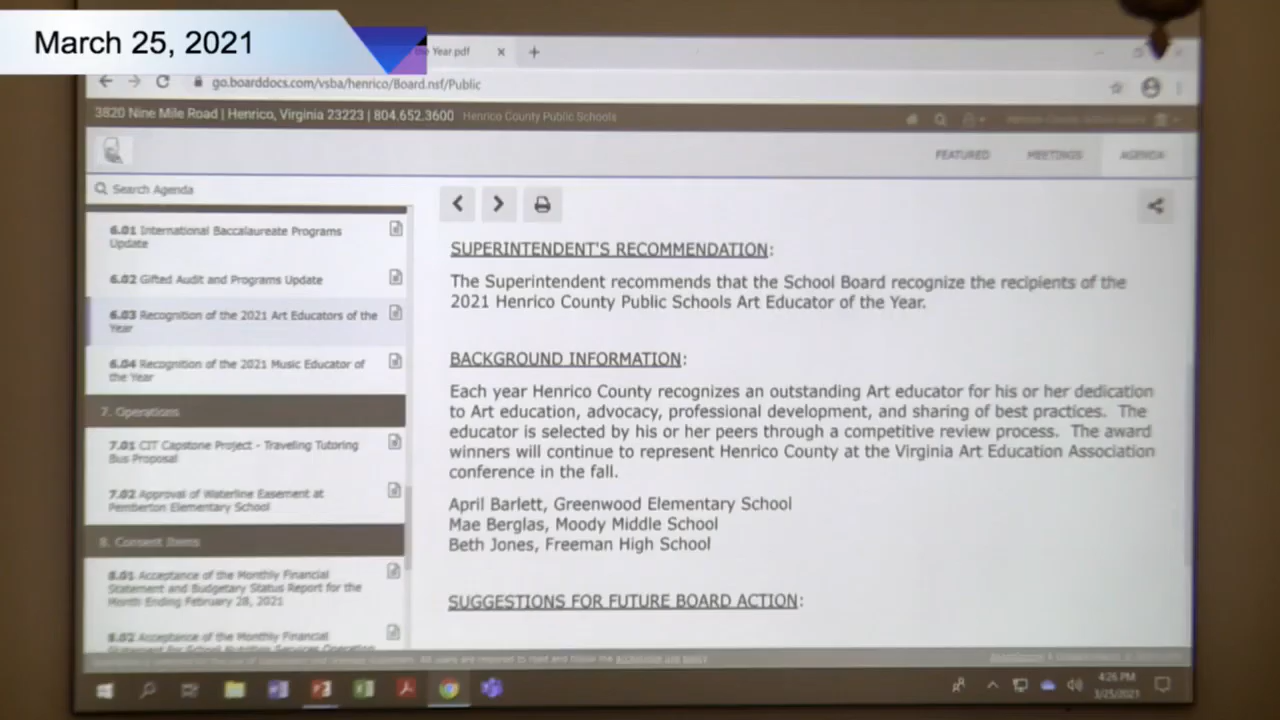 March 25, 2021
the Year.pdf
go.boarddocs.com/vsba/henrico/Board.nsf/Public
3820 Nine Mile Road | Henrico, Virginia 23223 | 804.652.3600 Henrico County Public Schools
FEATURED MEETINGS AGENDA
Search Agenda
6.01 International Baccalaureate Programs
Update
6.02 Gifted Audit and Programs Update
6.03 Recognition of the 2021 Art Educators of the
Year
6.04 Recognition of the 2021 Music Educator of
the Year
7. Operations
7.01 CIT Capstone Project - Traveling Tutoring
Bus Proposal
7.02 Approval of Waterline Easement at
Pemberton Elementary School
8. Consent Items
8.01 Acceptance of the Monthly Financial
Statement and Budgetary Status Report for the
Month Ending February 28, 2021
8.02 Acceptance of the Monthly Financial
Statement for School Nutrition Services Operation
SUPERINTENDENT'S RECOMMENDATION:
The Superintendent recommends that the School Board recognize the recipients of the
2021 Henrico County Public Schools Art Educator of the Year.
BACKGROUND INFORMATION:
Each year Henrico County recognizes an outstanding Art educator for his or her dedication
to Art education, advocacy, professional development, and sharing of best practices. The
educator is selected by his or her peers through a competitive review process. The award
winners will continue to represent Henrico County at the Virginia Art Education Association
conference in the fall.
April Barlett, Greenwood Elementary School
Mae Berglas, Moody Middle School
Beth Jones, Freeman High School
SUGGESTIONS FOR FUTURE BOARD ACTION:
4:26 PM
3/25/2021